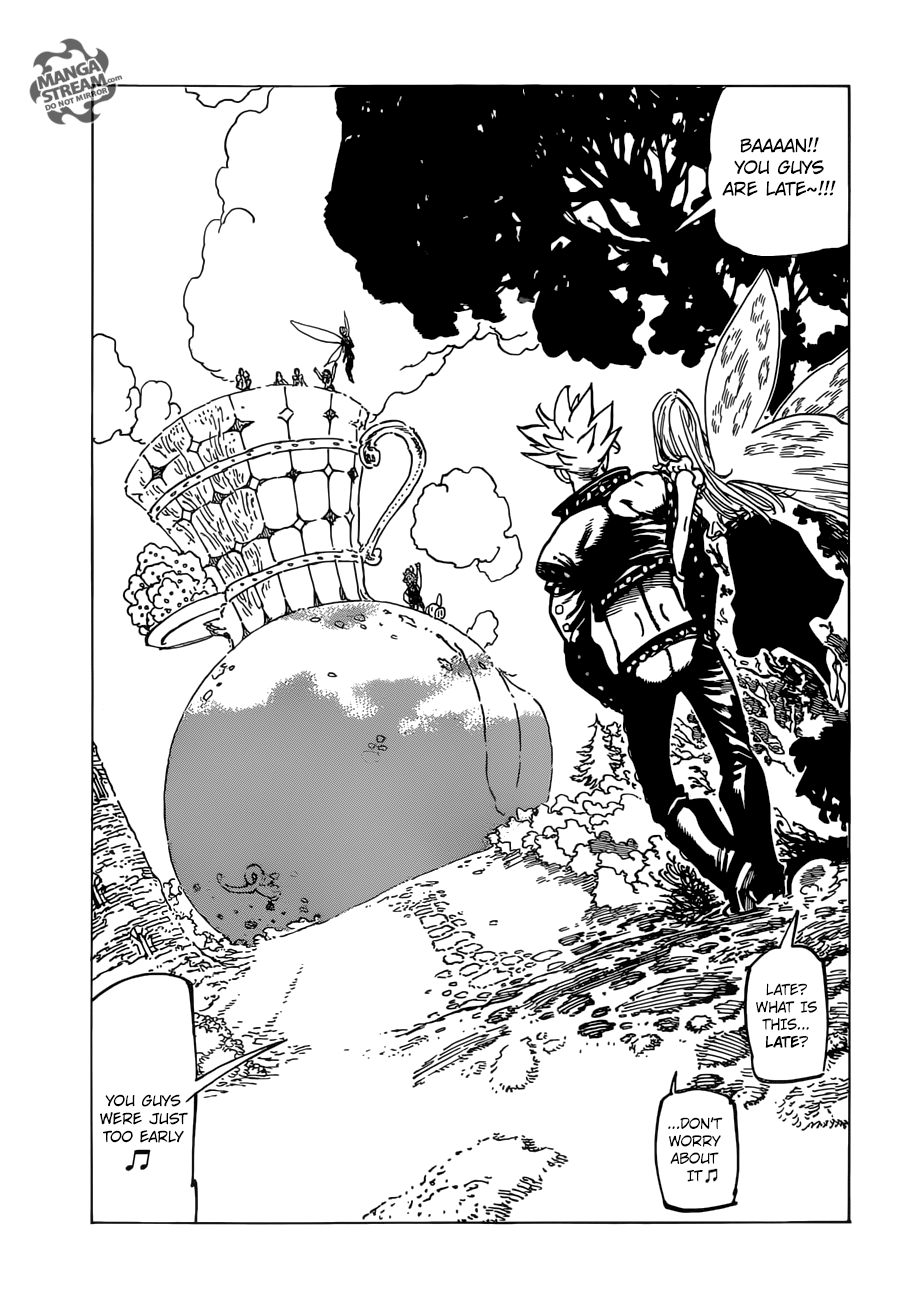 MANGA
STREAM.com
DO NOT MIRROR
BAAAAN!!
YOU GUYS
ARE LATE~!!!
LATE?
WHAT IS
THIS...
LATE?
...DON'T
WORRY
ABOUT
IT♫
YOU GUYS
WERE JUST
TOO EARLY
♫